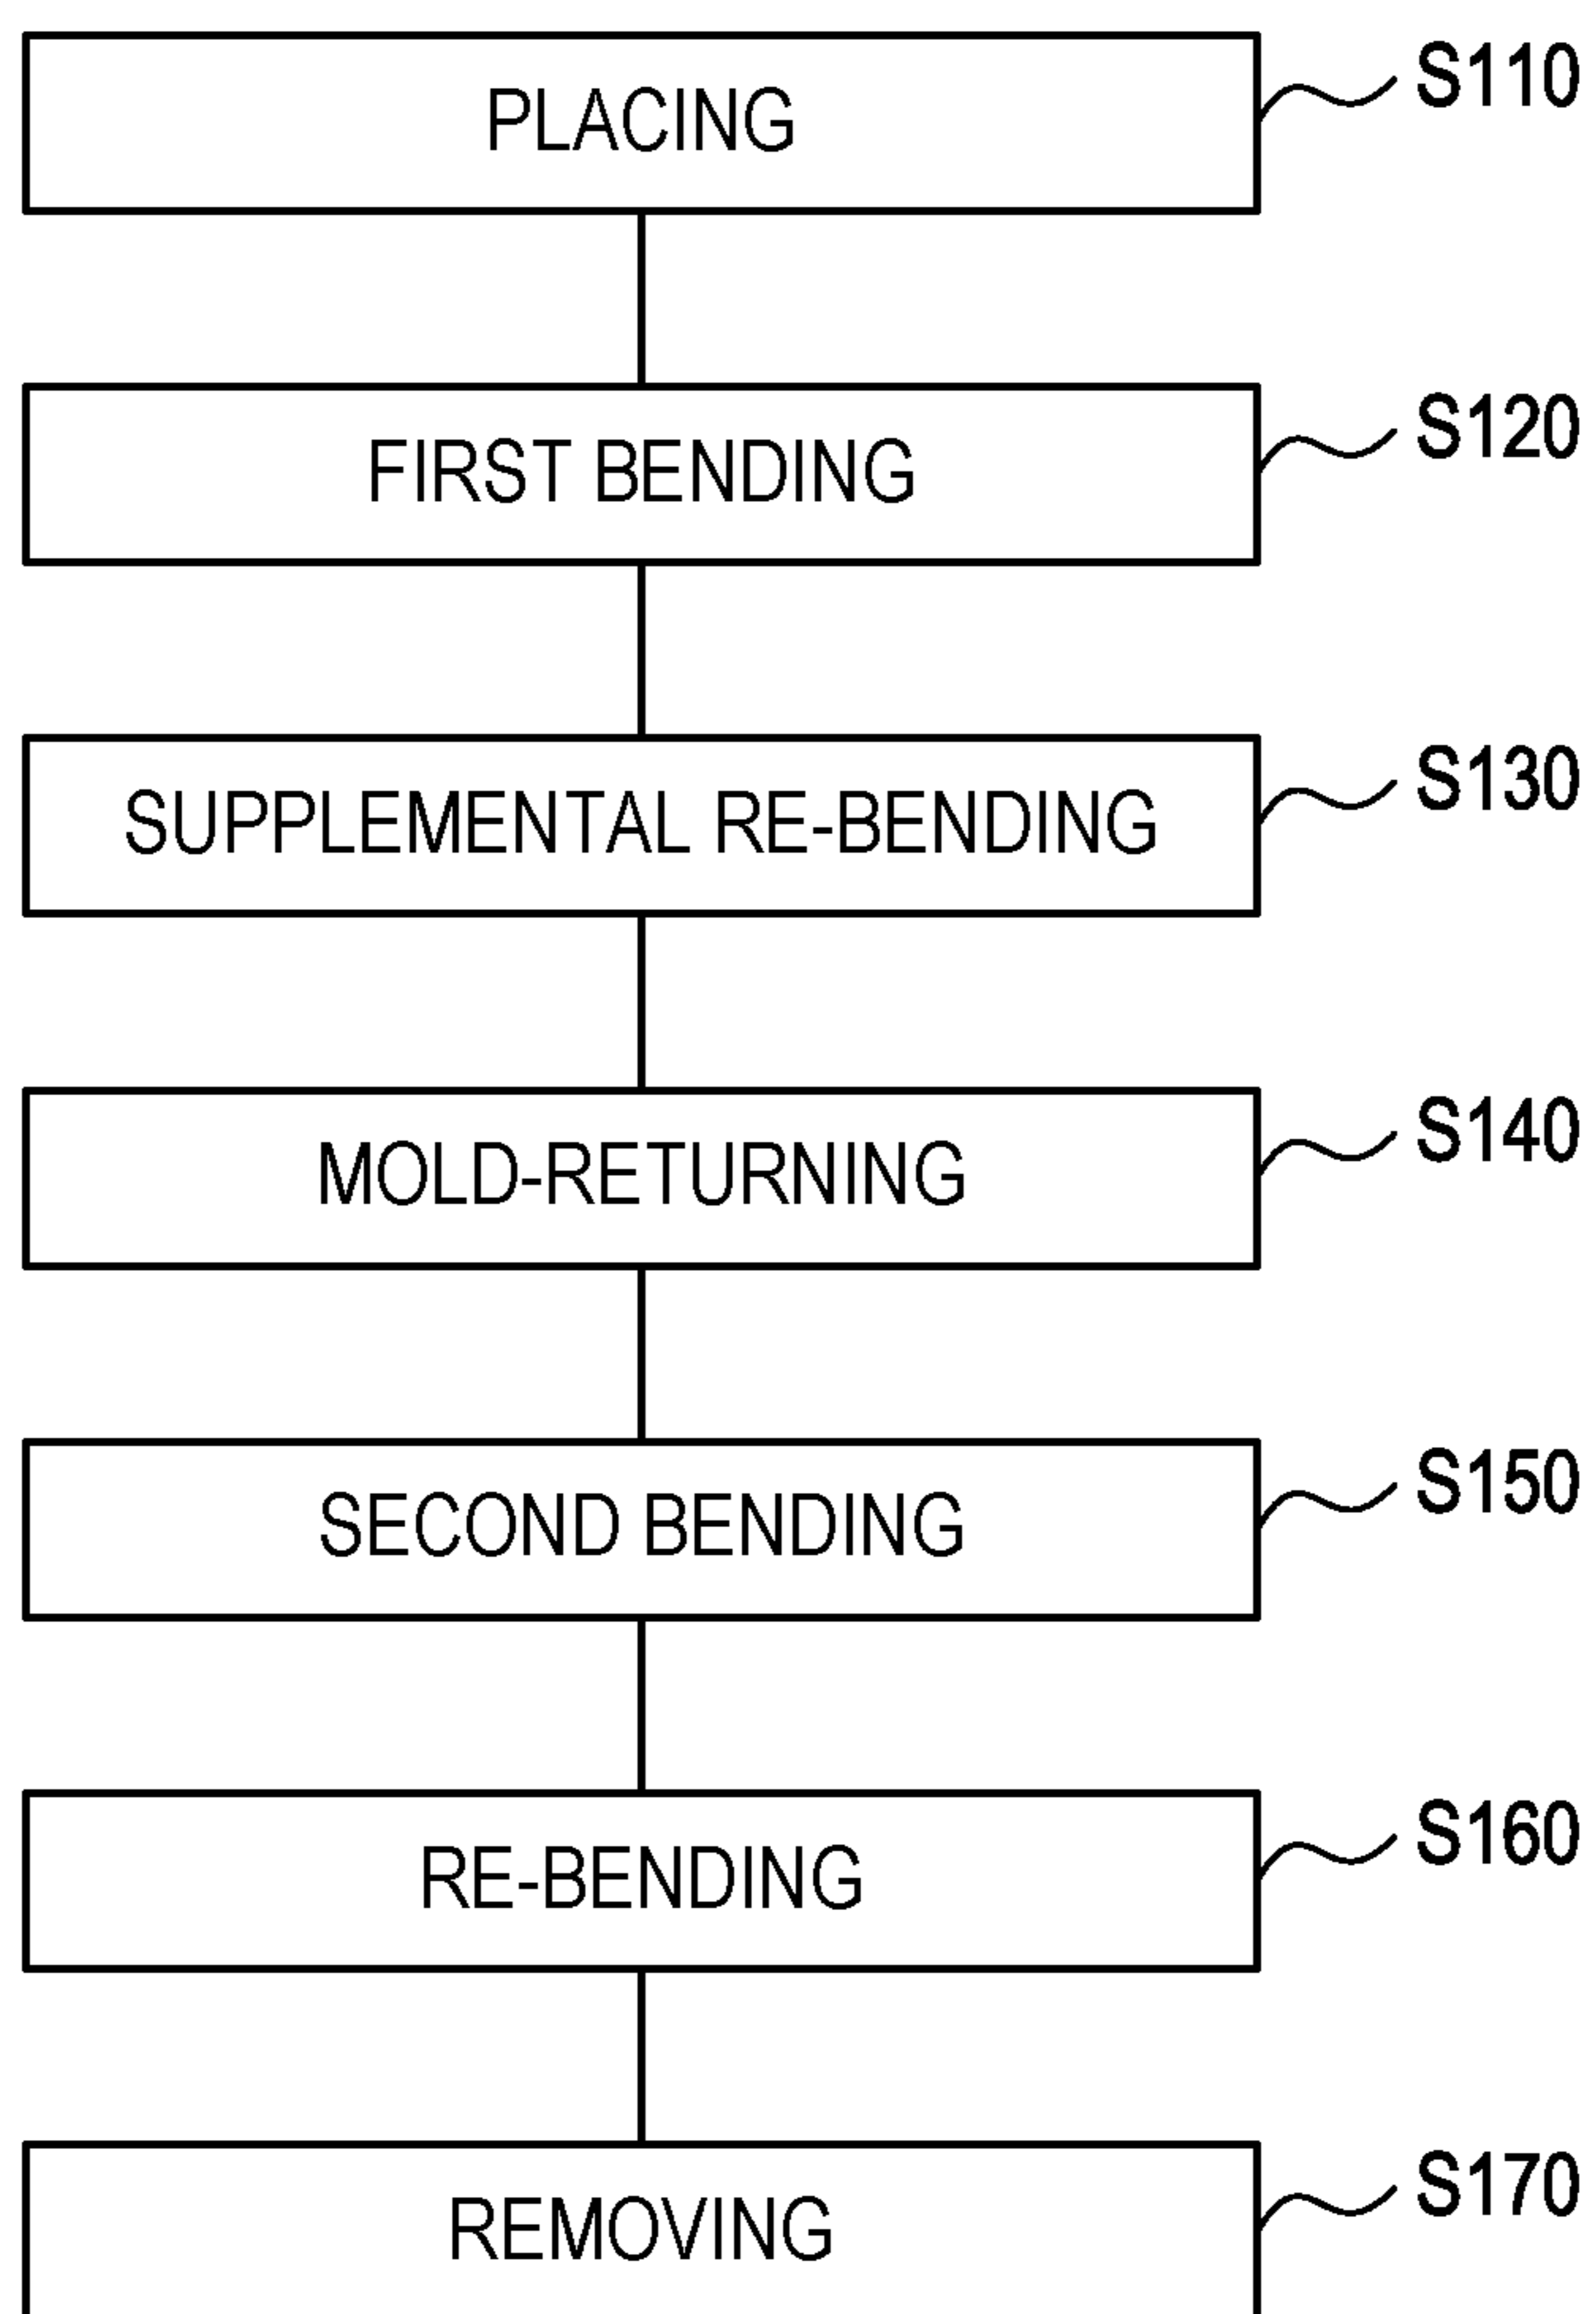 PLACING S110
FIRST BENDING S120
SUPPLEMENTAL RE-BENDING S130
MOLD-RETURNING S140
SECOND BENDING S150
RE-BENDING S160
REMOVING S170